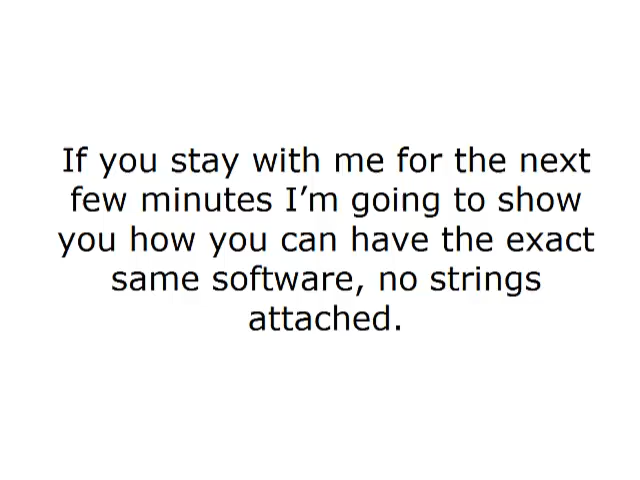 If you stay with me for the next
few minutes I’m going to show
you how you can have the exact
same software, no strings
attached.